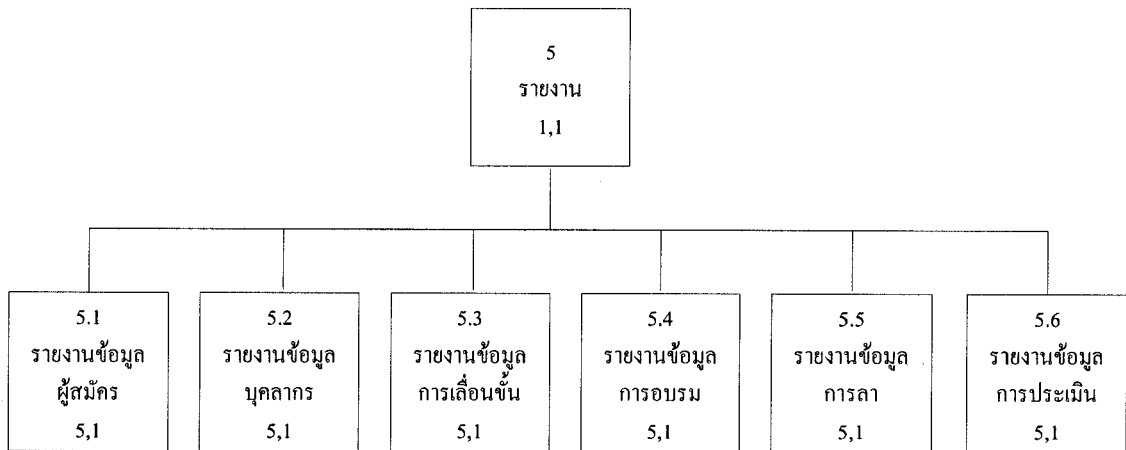 5
รายงาน
1,1
5.1
รายงานข้อมูล
ผู้สมัคร
5,1
5.2
รายงานข้อมูล
บุคลากร
5,1
5.3
รายงานข้อมูล
การเลื่อนขั้น
5,1
5.4
รายงานข้อมูล
การอบรม
5,1
5.5
รายงานข้อมูล
การลา
5,1
5.6
รายงานข้อมูล
การประเมิน
5,1